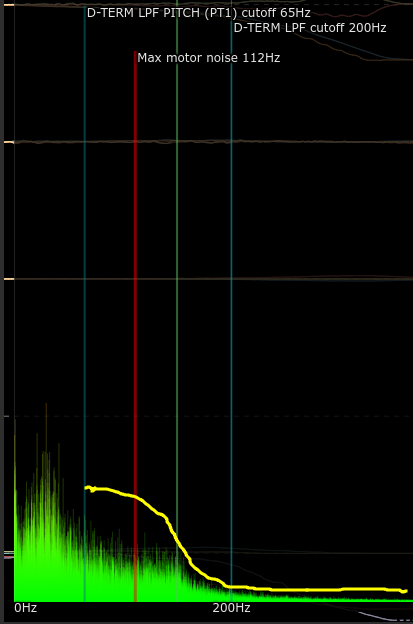 D-TERM LPF PITCH (PT1) cutoff 65Hz
D-TERM LPF cutoff 200Hz
Max motor noise 112Hz
0Hz
200Hz